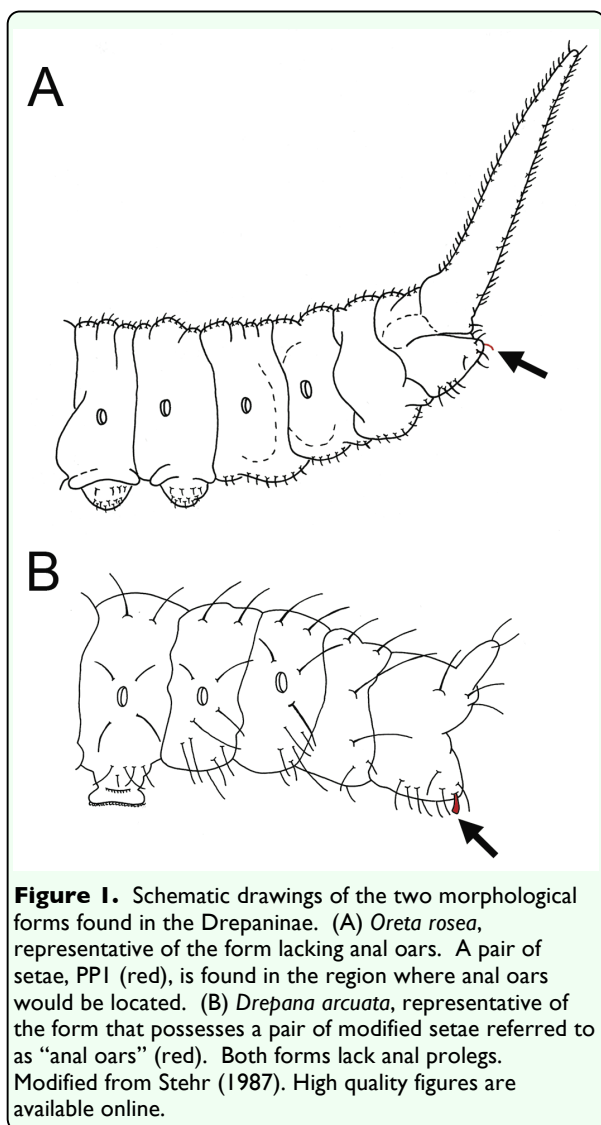 A
B
Figure 1. Schematic drawings of the two morphological
forms found in the Drepaninae. (A) Oreta rosea,
representative of the form lacking anal oars. A pair of
setae, PP1 (red), is found in the region where anal oars
would be located. (B) Drepana arcuata, representative of
the form that possesses a pair of modified setae referred to
as “anal oars” (red). Both forms lack anal prolegs.
Modified from Stehr (1987). High quality figures are
available online.